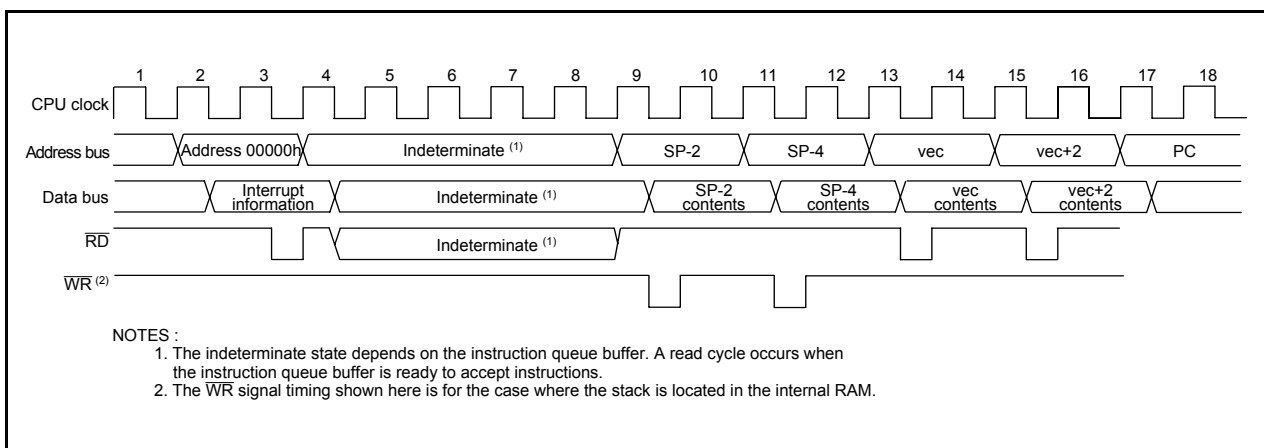 1 2 3 4 5 6 7 8 9 10 11 12 13 14 15 16 17 18
CPU clock
Address bus Address 00000h Indeterminate (1) SP-2 SP-4 vec vec+2 PC
Data bus Interrupt information Indeterminate (1) SP-2 contents SP-4 contents vec contents vec+2 contents
RD Indeterminate (1)
WR (2)
NOTES :
1. The indeterminate state depends on the instruction queue buffer. A read cycle occurs when
the instruction queue buffer is ready to accept instructions.
2. The WR signal timing shown here is for the case where the stack is located in the internal RAM.